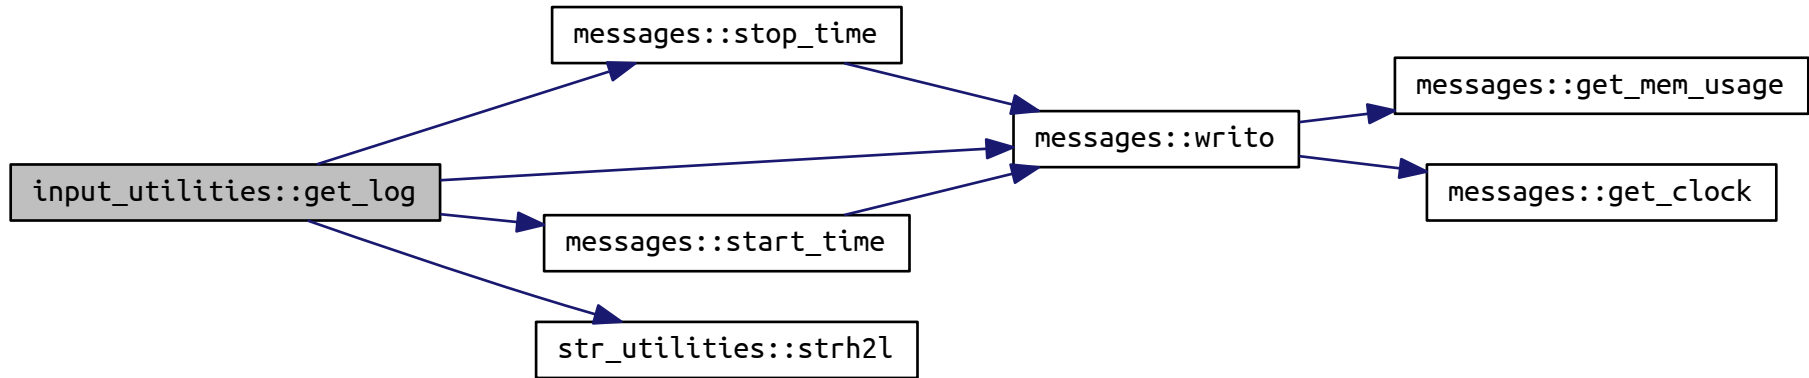 messages::stop_time
messages::get_mem_usage
messages::writo
input_utilities::get_log
messages::get_clock
messages::start_time
str_utilities::strh2l